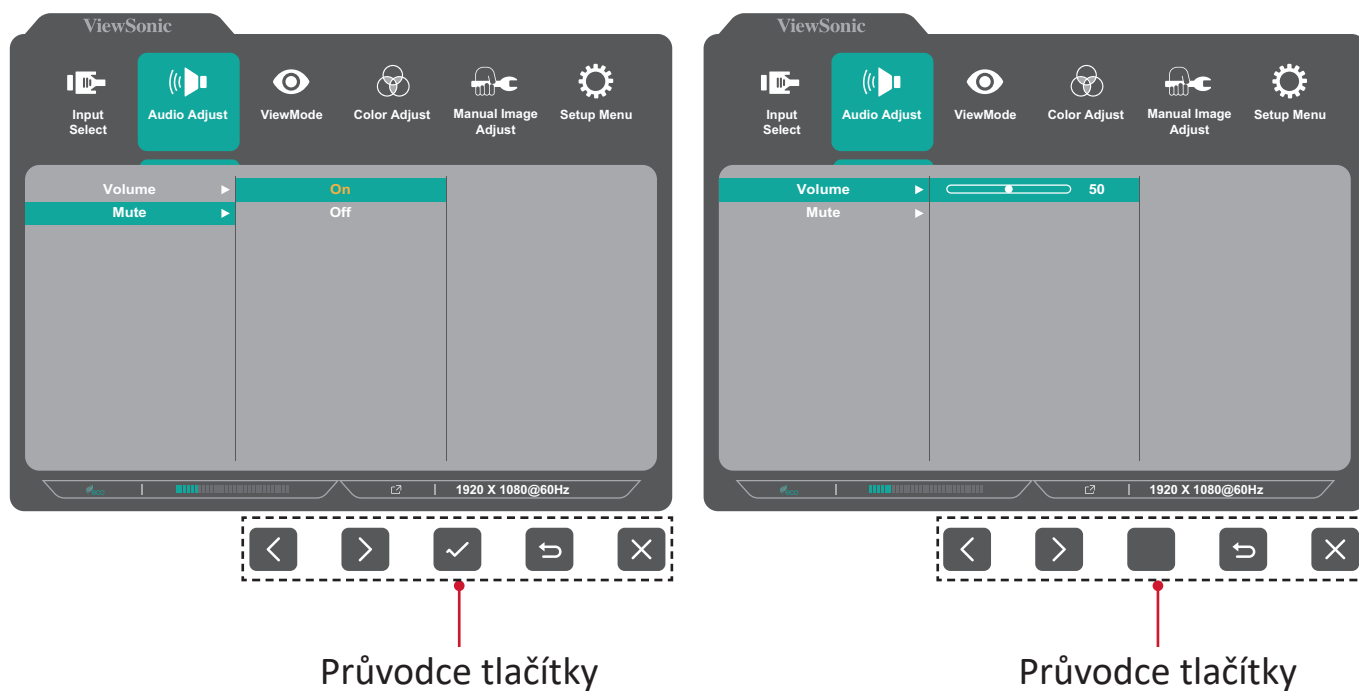 ViewSonic
Input
Select
Audio Adjust
ViewMode
Color Adjust
Manual Image
Adjust
Setup Menu
Volume
On
Mute
Off
eco
1920 X 1080@60Hz
Průvodce tlačítky
ViewSonic
Input
Select
Audio Adjust
ViewMode
Color Adjust
Manual Image
Adjust
Setup Menu
Volume
50
Mute
eco
1920 X 1080@60Hz
Průvodce tlačítky